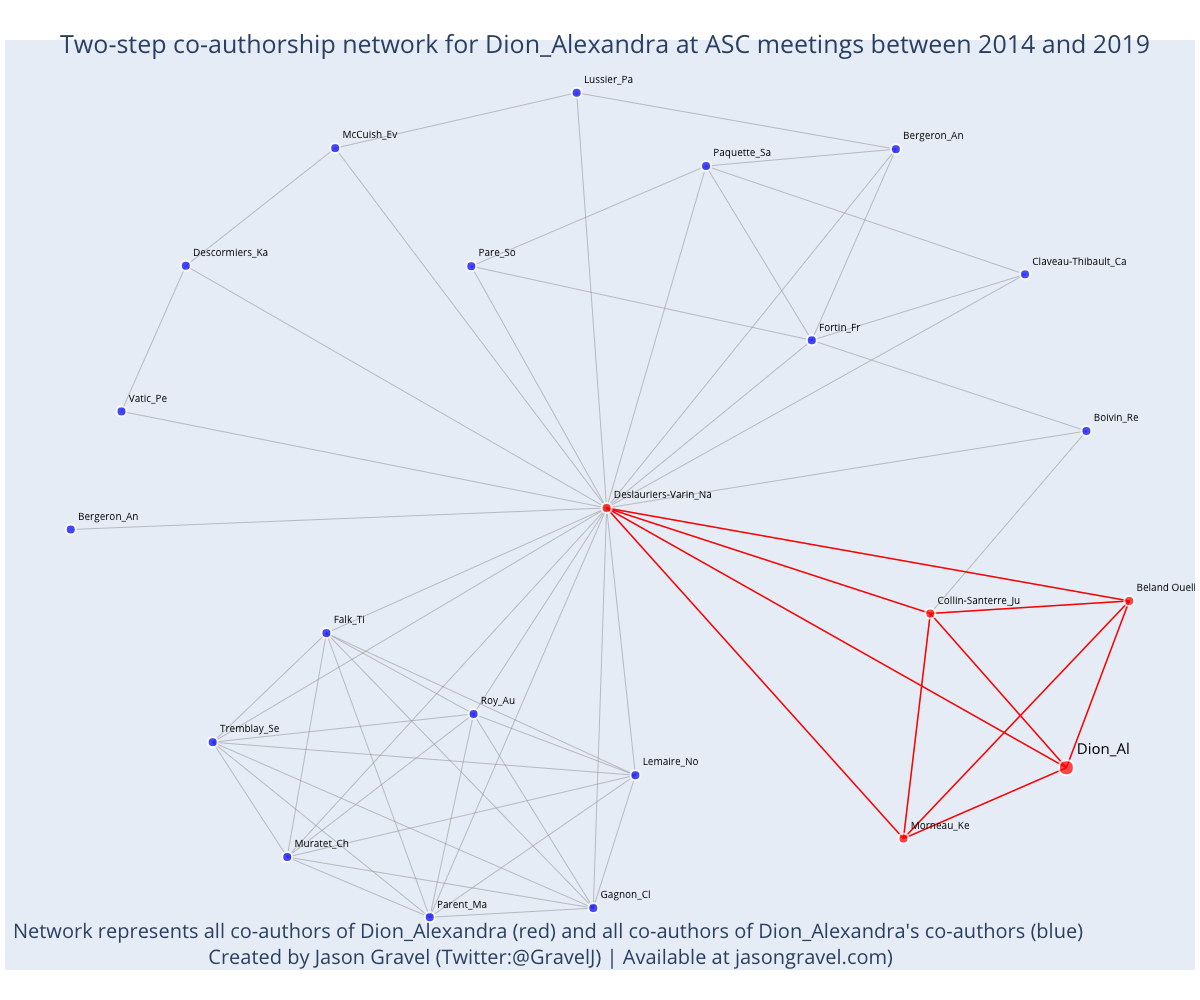 Two-step co-authorship network for Dion_Alexandra at ASC meetings between 2014 and 2019
Lussier_Pa
McCuish_Ev
Bergeron_An
Paquette_Sa
Descormiers_Ka
Pare_So
Claveau-Thibault_Ca
Fortin_Fr
Vatic_Pe
Boivin_Re
Deslauriers-Varin_Na
Bergeron_An
Beland Ouell
Collin-Santerre_Ju
Falk_TI
Roy_Au
Tremblay_Se
Dion_Al
Lemaire_No
Morneau_Ke
Muratet_Ch
Gagnon_Cl
Parent_Ma
Network represents all co-authors of Dion_Alexandra (red) and all co-authors of Dion_Alexandra's co-authors (blue)
Created by Jason Gravel (Twitter:@GravelJ) | Available at jasongravel.com)